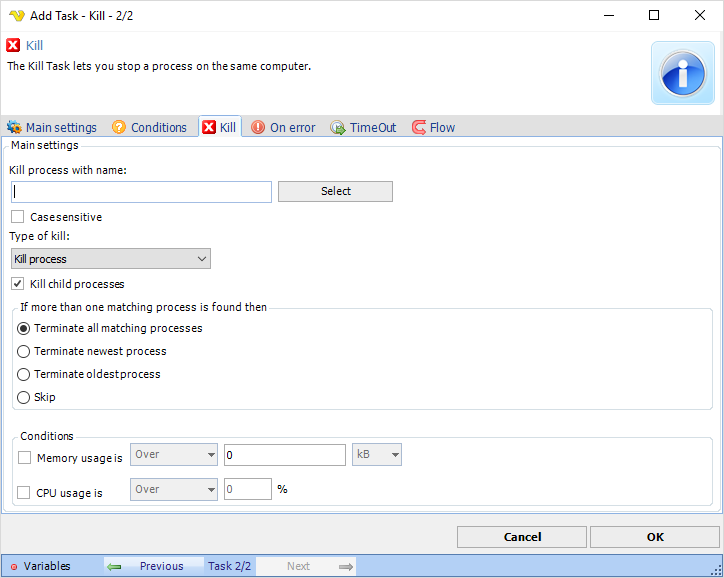 Add Task - Kill - 2/2
Kill
The Kill Task lets you stop a process on the same computer.
Main settings Conditions Kill On error TimeOut Flow
Main settings
Kill process with name:
Select
Case sensitive
Type of kill:
Kill process
Kill child processes
If more than one matching process is found then
Terminate all matching processes
Terminate newest process
Terminate oldest process
Skip
Conditions
Memory usage is Over 0 kB
CPU usage is Over 0 %
Cancel OK
Variables Previous Task 2/2 Next